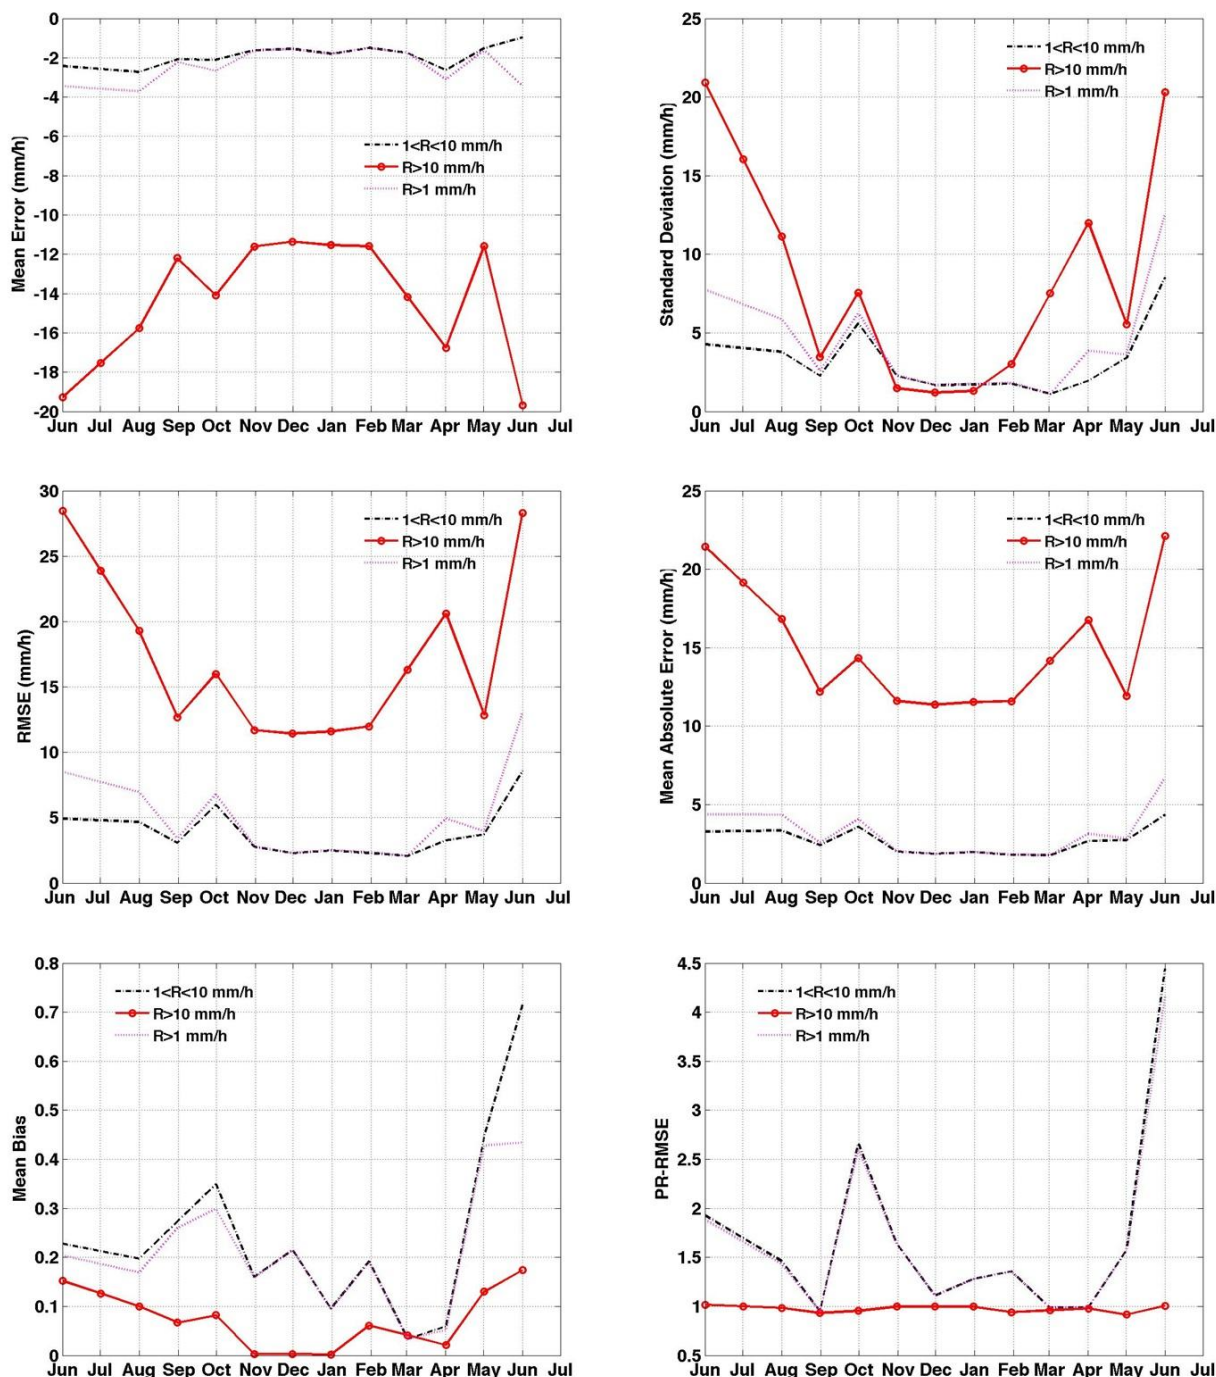 0
-2
-4
-6
-8
-10
-12
-14
-16
-18
-20
Mean Error (mm/h)
1<R<10 mm/h
R>10 mm/h
R>1 mm/h
Jun Jul Aug Sep Oct Nov Dec Jan Feb Mar Apr May Jun Jul
25
20
15
10
5
0
Standard Deviation (mm/h)
1<R<10 mm/h
R>10 mm/h
R>1 mm/h
Jun Jul Aug Sep Oct Nov Dec Jan Feb Mar Apr May Jun Jul
30
25
20
15
10
5
0
RMSE (mm/h)
1<R<10 mm/h
R>10 mm/h
R>1 mm/h
Jun Jul Aug Sep Oct Nov Dec Jan Feb Mar Apr May Jun Jul
25
20
15
10
5
0
Mean Absolute Error (mm/h)
1<R<10 mm/h
R>10 mm/h
R>1 mm/h
Jun Jul Aug Sep Oct Nov Dec Jan Feb Mar Apr May Jun Jul
0.8
0.7
0.6
0.5
0.4
0.3
0.2
0.1
0
Mean Bias
1<R<10 mm/h
R>10 mm/h
R>1 mm/h
Jun Jul Aug Sep Oct Nov Dec Jan Feb Mar Apr May Jun Jul
4.5
4
3.5
3
2.5
2
1.5
1
0.5
PR-RMSE
1<R<10 mm/h
R>10 mm/h
R>1 mm/h
Jun Jul Aug Sep Oct Nov Dec Jan Feb Mar Apr May Jun Jul